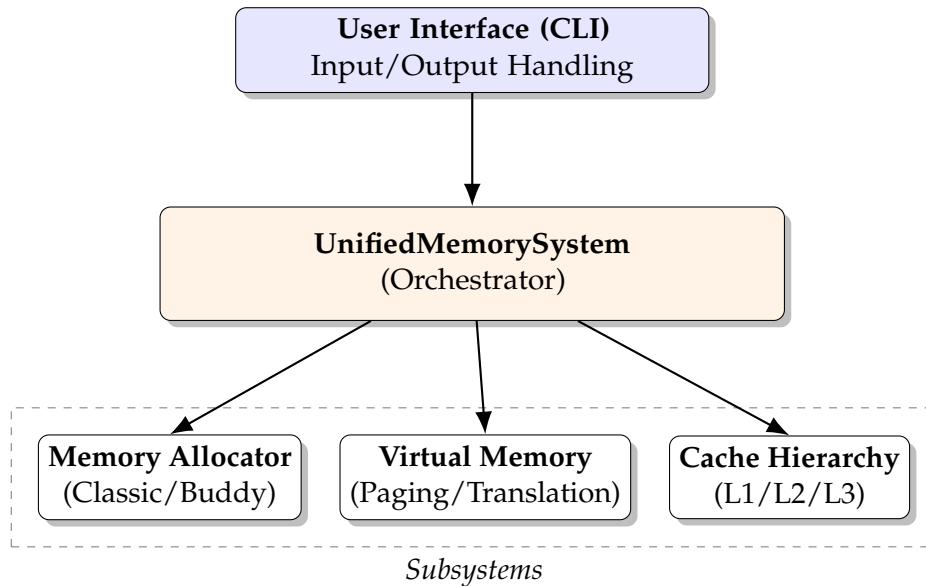 User Interface (CLI)
Input/Output Handling
UnifiedMemorySystem
(Orchestrator)
Memory Allocator
(Classic/Buddy)
Virtual Memory
(Paging/Translation)
Cache Hierarchy
(L1/L2/L3)
Subsystems